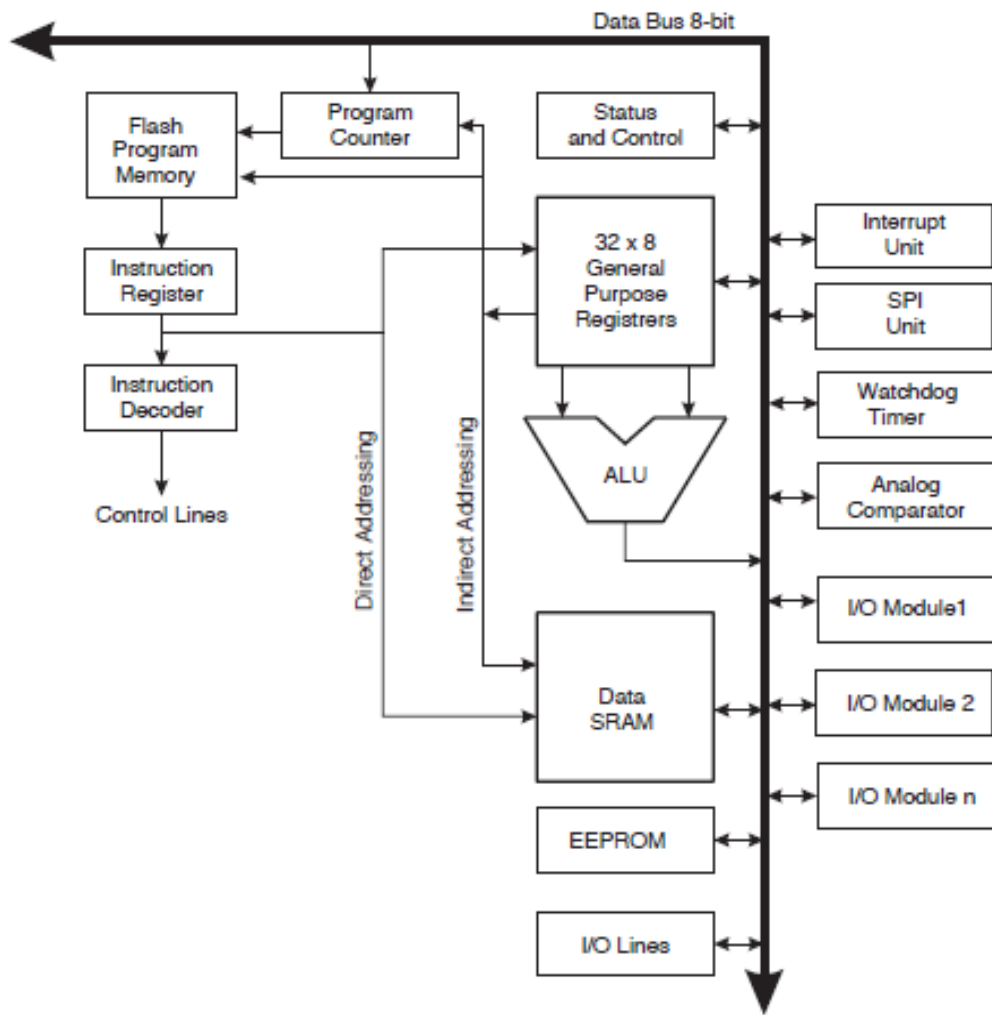 Data Bus 8-bit
Flash
Program
Memory
Program
Counter
Status
and Control
Interrupt
Unit
32 x 8
General
Purpose
Registrers
Instruction
Register
SPI
Unit
Instruction
Decoder
Watchdog
Timer
Direct Addressing
Indirect Addressing
ALU
Analog
Comparator
Control Lines
I/O Module1
Data
SRAM
I/O Module 2
I/O Module n
EEPROM
I/O Lines